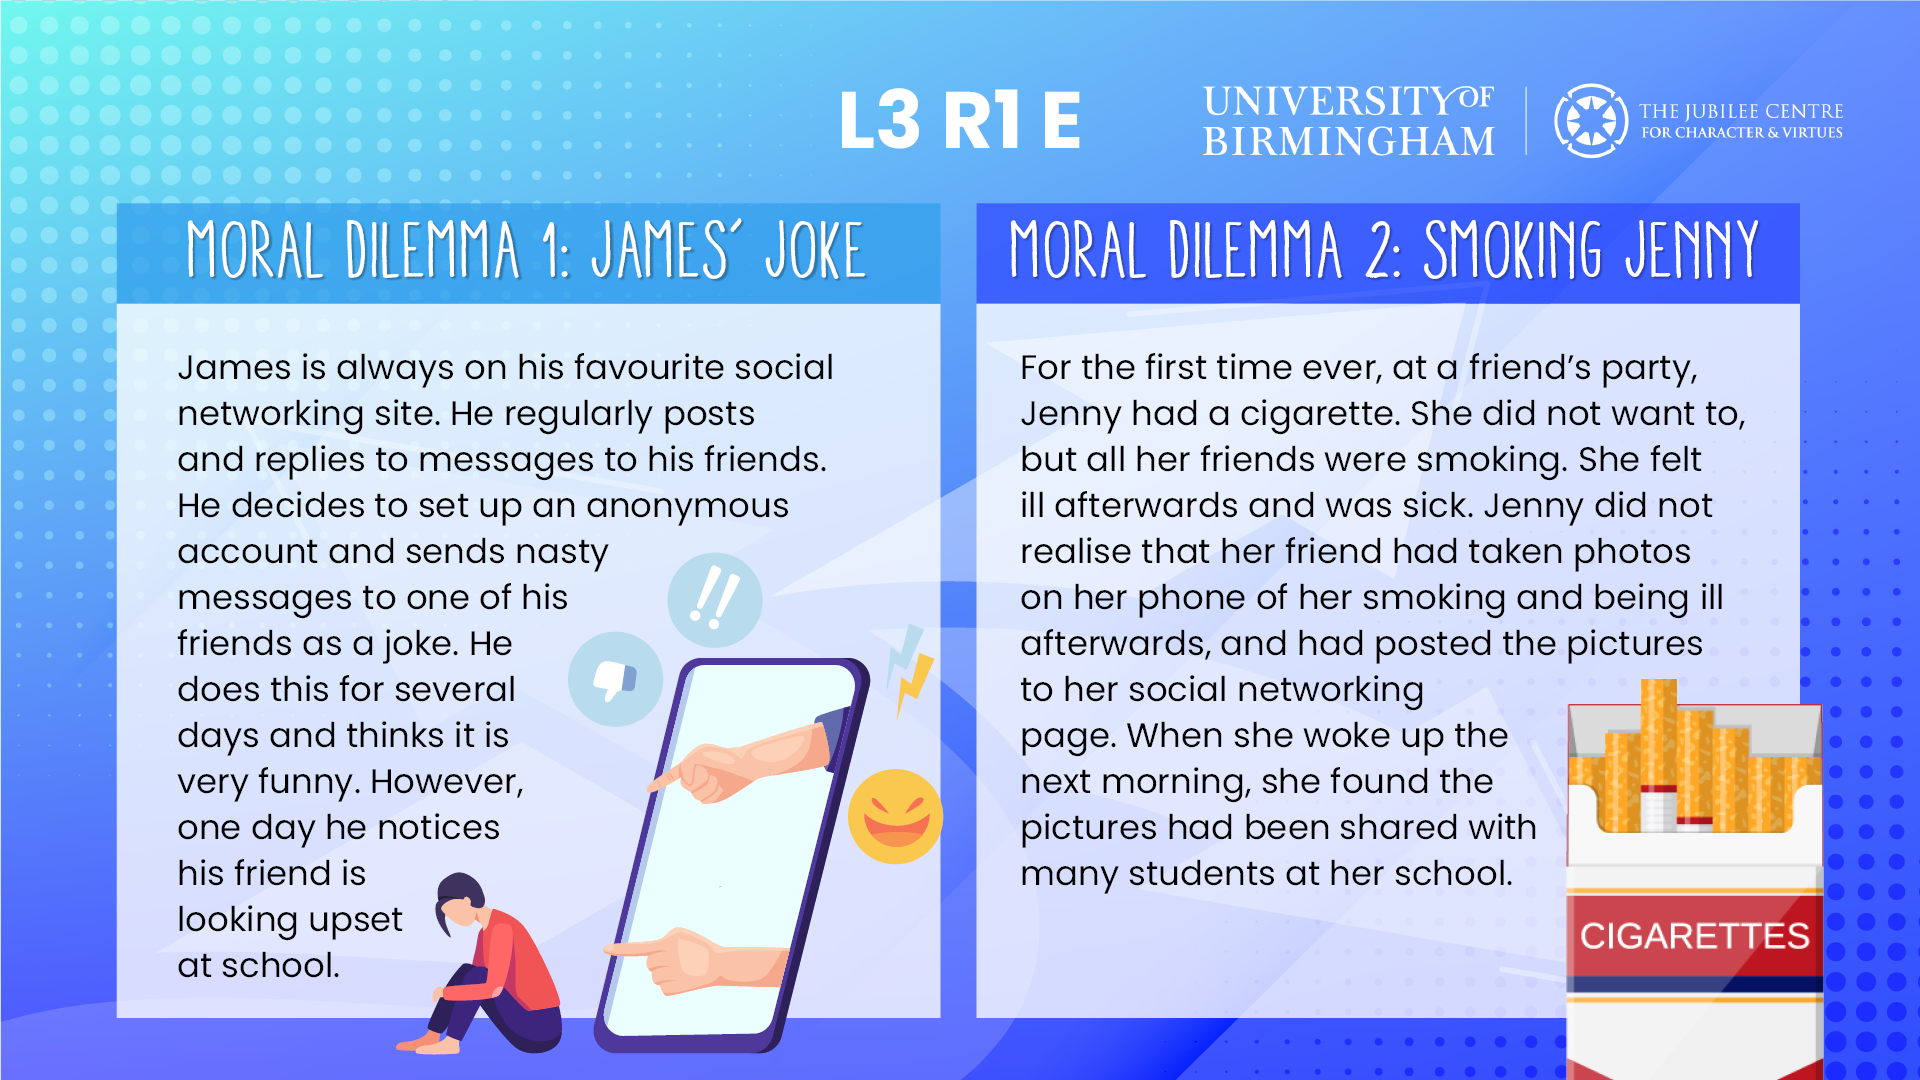 L3 R1 E
UNIVERSITY OF
BIRMINGHAM
THE JUBILEE CENTRE
FOR CHARACTER & VIRTUES
MORAL DILEMMA 1: JAMES' JOKE
James is always on his favourite social
networking site. He regularly posts
and replies to messages to his friends.
He decides to set up an anonymous
account and sends nasty
messages to one of his
friends as a joke. He
does this for several
days and thinks it is
very funny. However,
one day he notices
his friend is
looking upset
at school.
!!
MORAL DILEMMA 2: SMOKING JENNY
For the first time ever, at a friend’s party,
Jenny had a cigarette. She did not want to,
but all her friends were smoking. She felt
ill afterwards and was sick. Jenny did not
realise that her friend had taken photos
on her phone of her smoking and being ill
afterwards, and had posted the pictures
to her social networking
page. When she woke up the
next morning, she found the
pictures had been shared with
many students at her school.
CIGARETTES